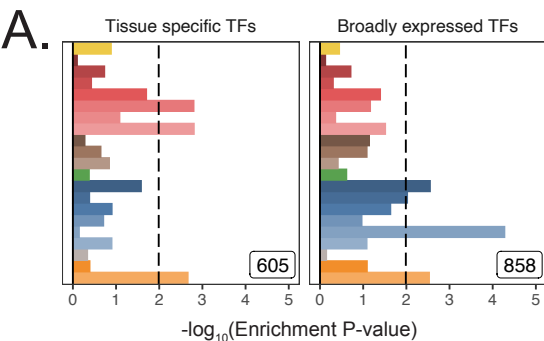 A.
Tissue specific TFs
Broadly expressed TFs
605
858
0 1 2 3 4 5
0 1 2 3 4 5
-log₁₀(Enrichment P-value)